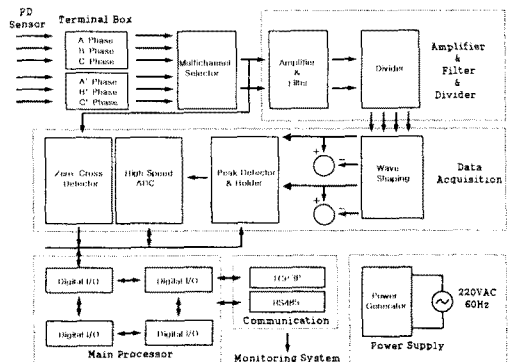 PD
Sensor
Terminal Box
A Phase
B Phase
C Phase
A' Phase
B' Phase
C' Phase
Multichannel
Selector
Amplifier
&
Filter
Divider
Amplifier
&
Filter
&
Divider
Zero Cross
Detector
High Speed
ADC
Peak Detector
& Holder
+
−
+
−
Wave
Shaping
Data
Acquisition
Digital I/O
Digital I/O
Digital I/O
Digital I/O
Main Processor
TCP/IP
RS485
Communication
Monitoring System
Power
Generator
220VAC
60Hz
Power Supply